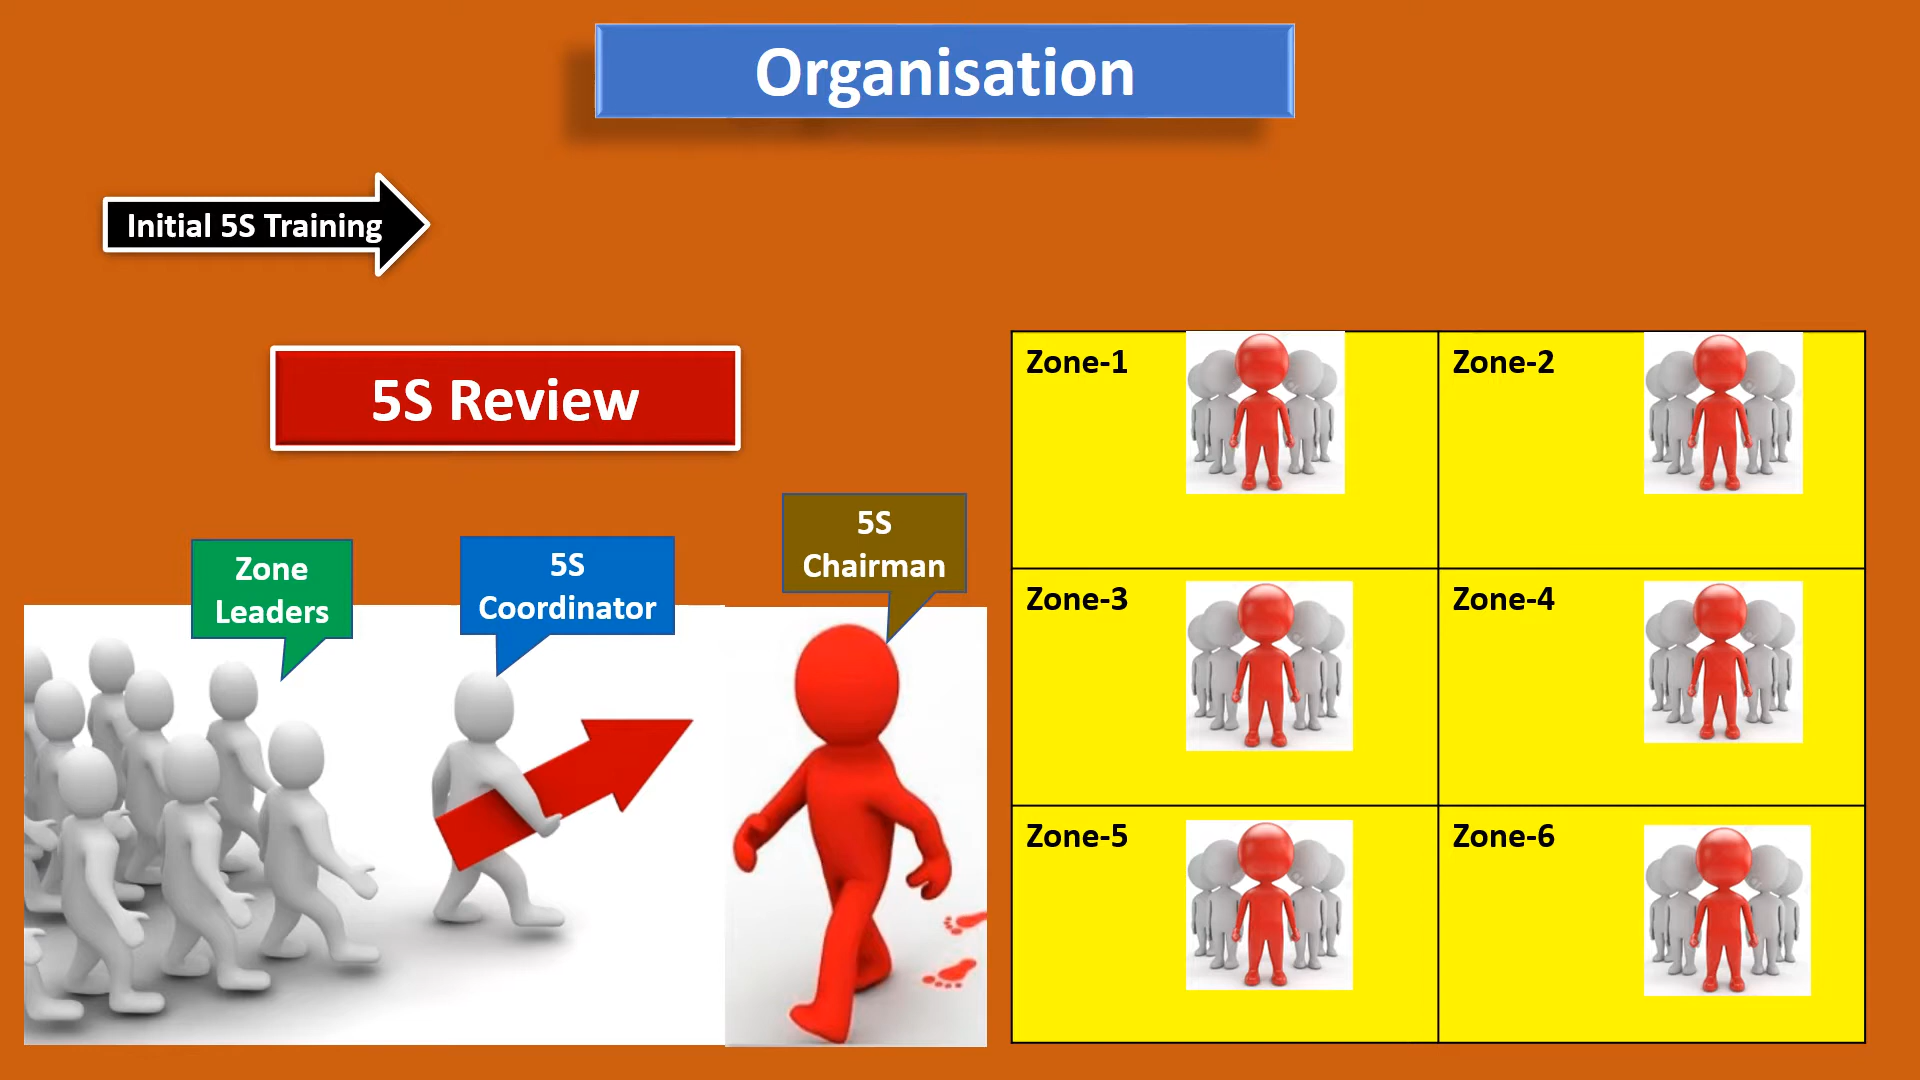 Organisation
Initial 5S Training
5S Review
Zone
Leaders
5S
Coordinator
5S
Chairman
Zone-1
Zone-2
Zone-3
Zone-4
Zone-5
Zone-6